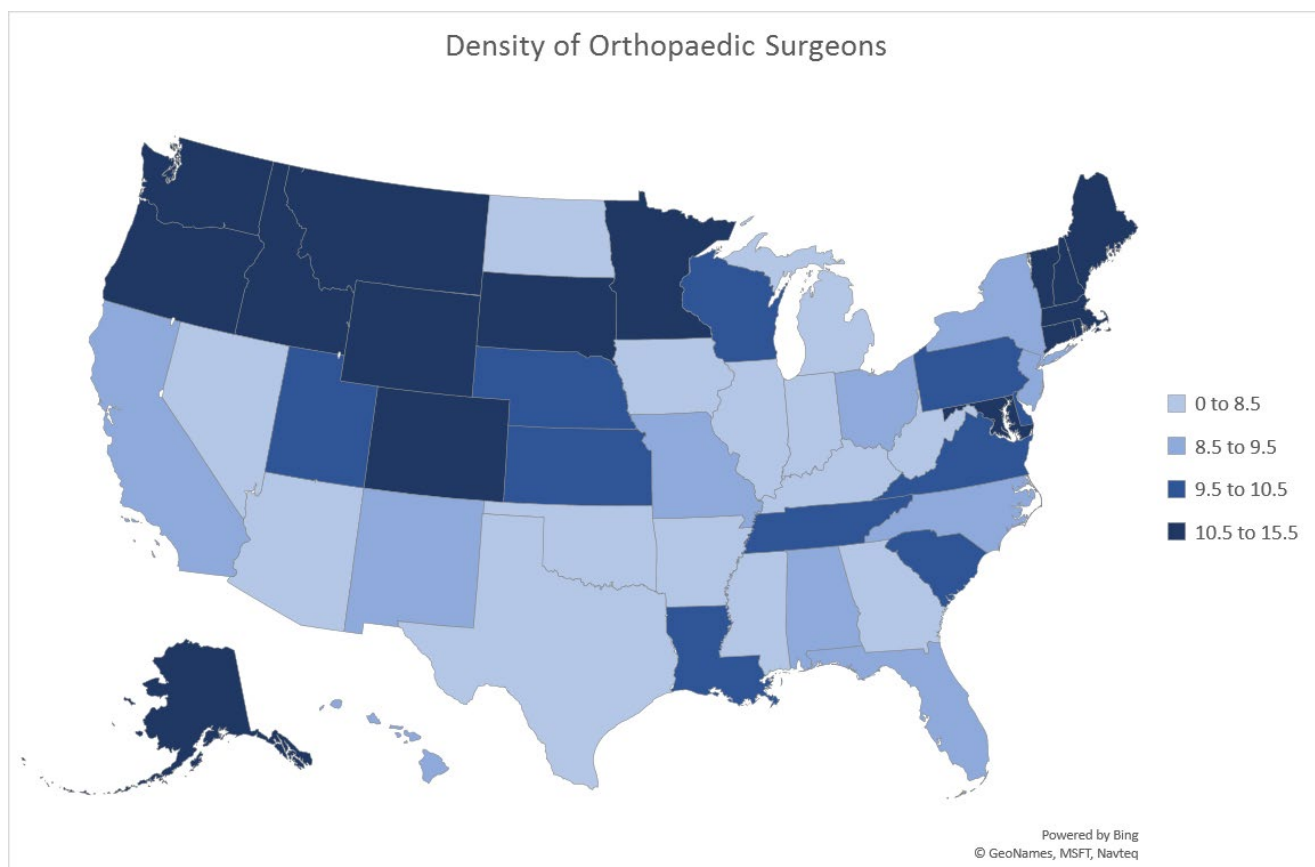 Density of Orthopaedic Surgeons
0 to 8.5
8.5 to 9.5
9.5 to 10.5
10.5 to 15.5
Powered by Bing
© GeoNames, MSFT, Navteq